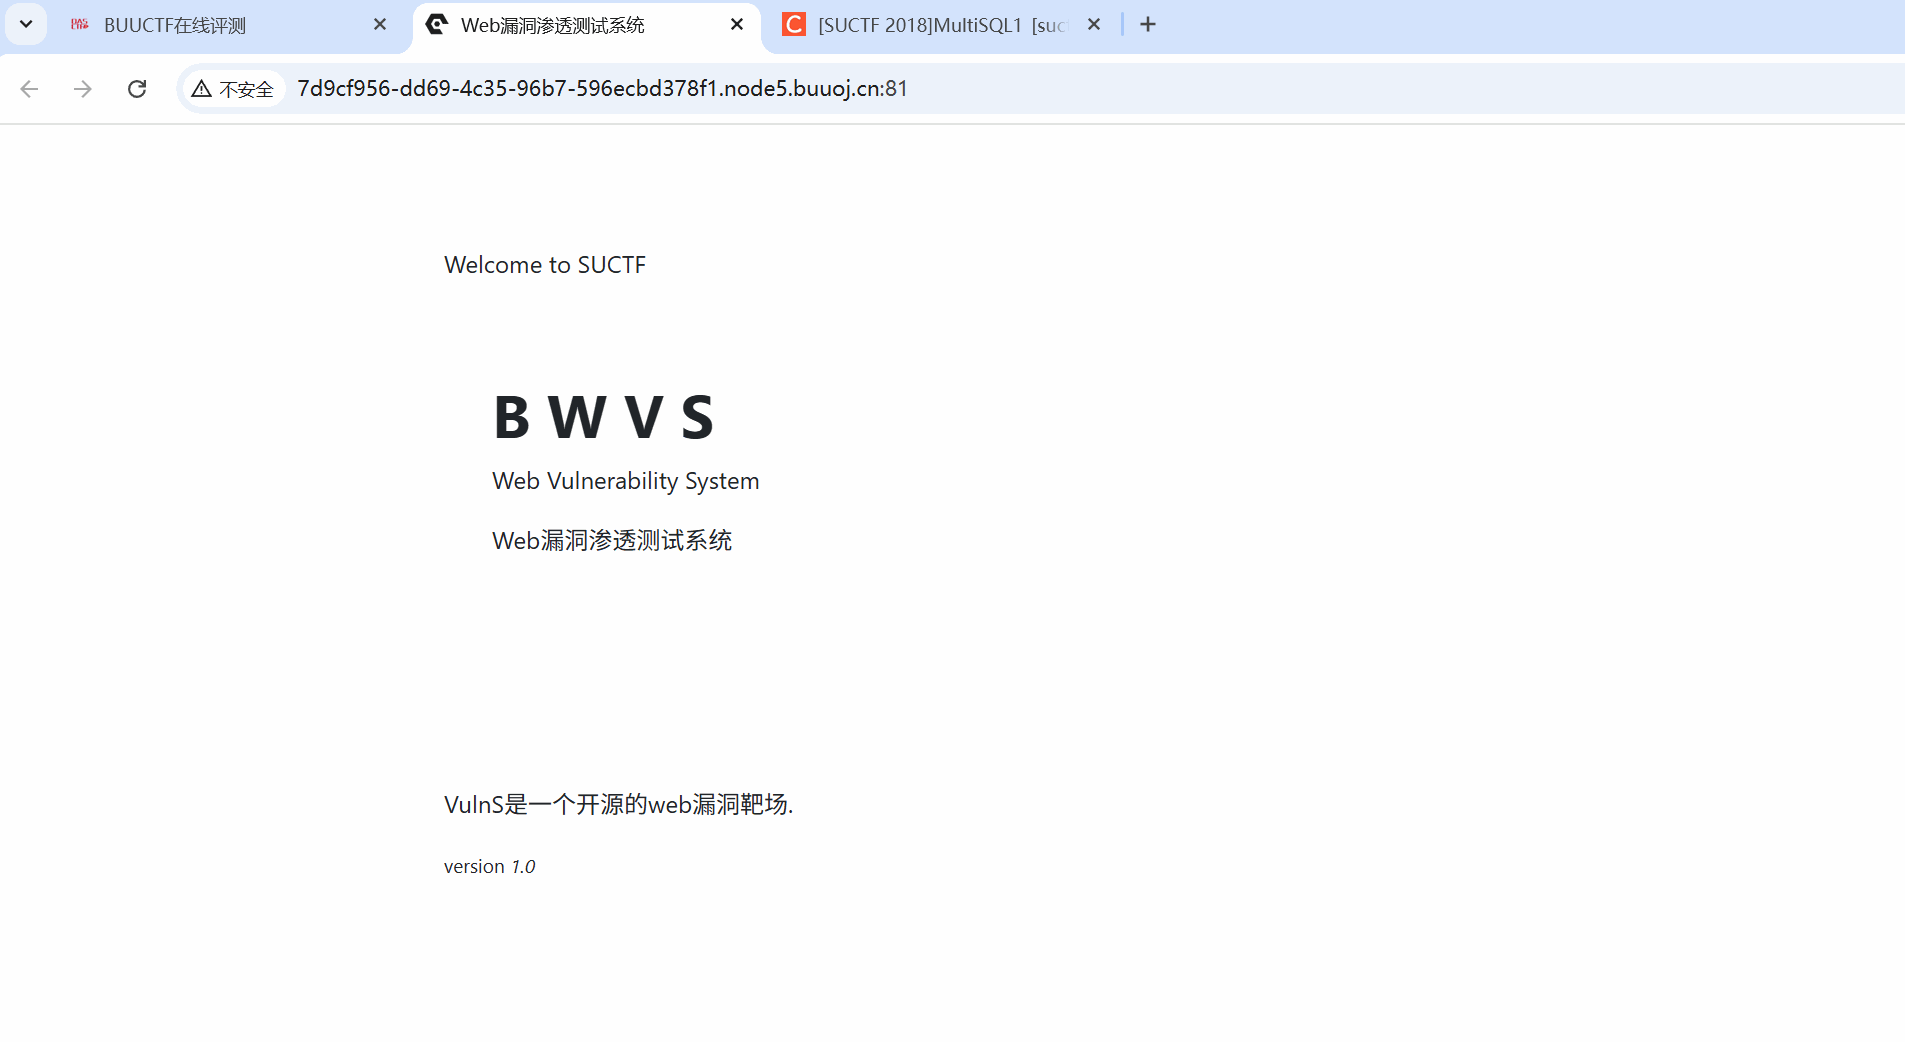 BUUCTF在线评测
Web漏洞渗透测试系统
[SUCTF 2018]MultiSQL1 [suc
不安全
7d9cf956-dd69-4c35-96b7-596ecbd378f1.node5.buuoj.cn:81
Welcome to SUCTF
B W V S
Web Vulnerability System
Web漏洞渗透测试系统
VulnS是一个开源的web漏洞靶场.
version 1.0